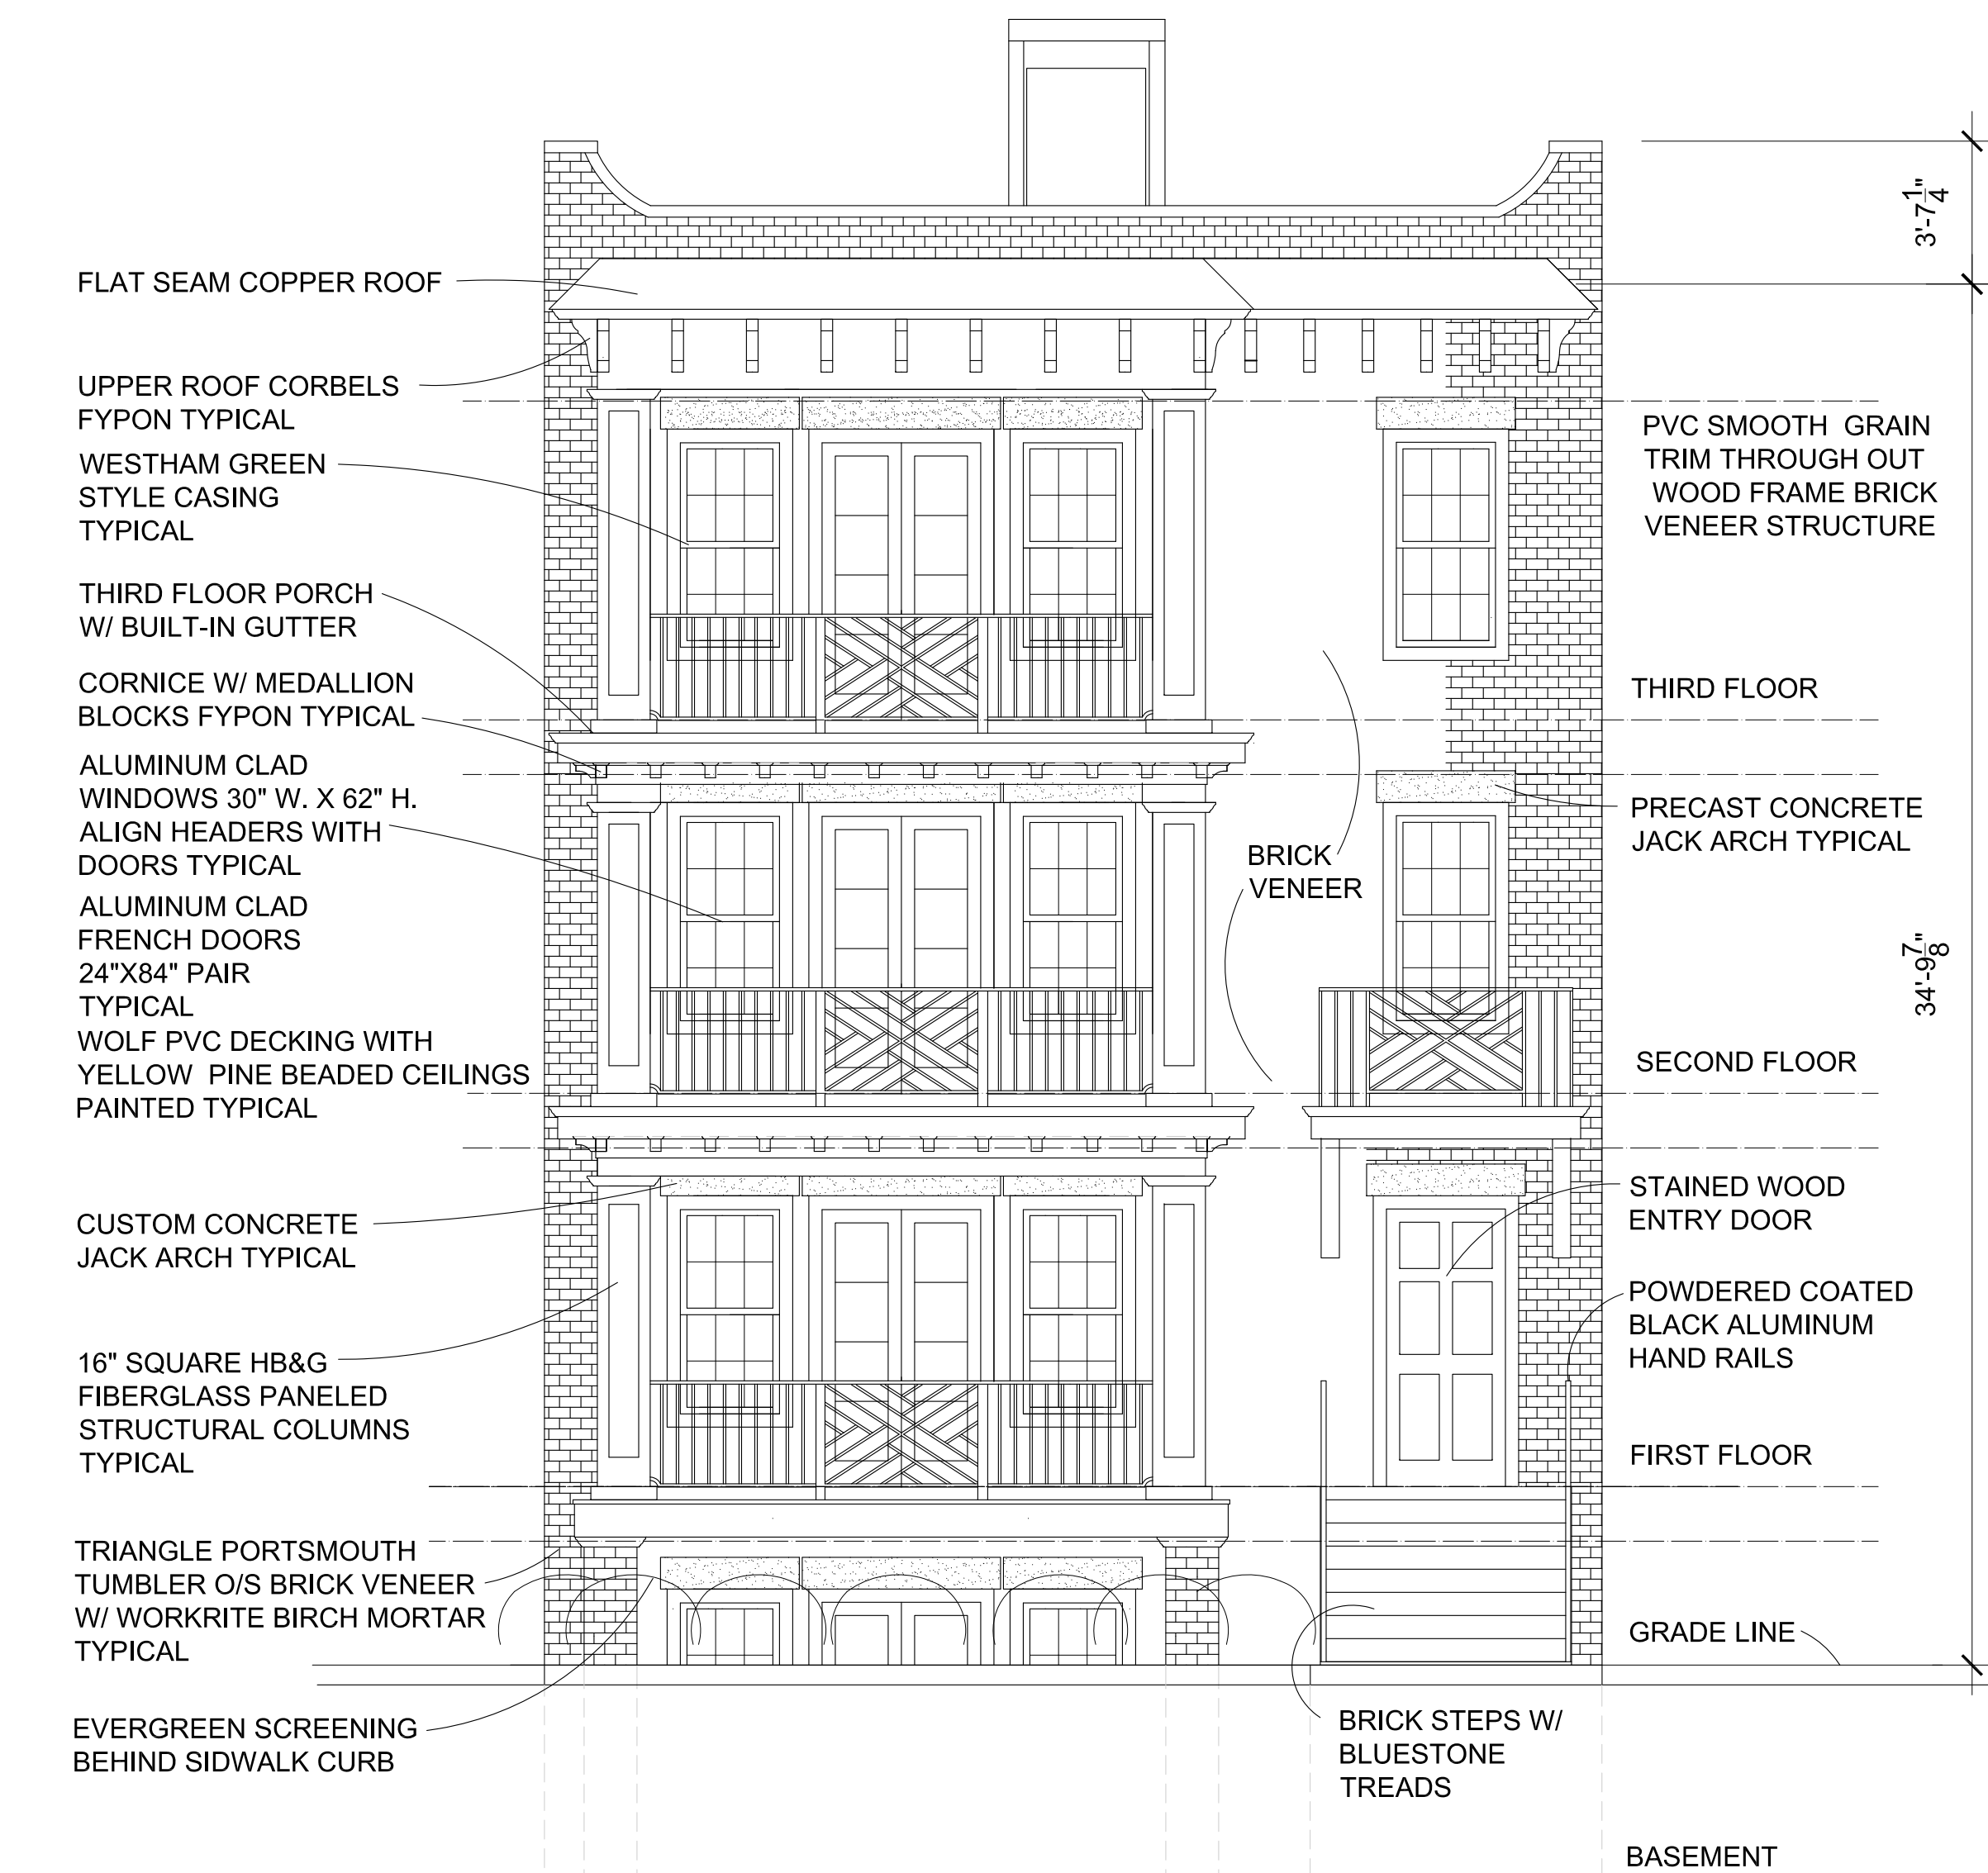 FLAT SEAM COPPER ROOF
UPPER ROOF CORBELS
FYPON TYPICAL
WESTHAM GREEN
STYLE CASING
TYPICAL
THIRD FLOOR PORCH
W/ BUILT-IN GUTTER
CORNICE W/ MEDALLION
BLOCKS FYPON TYPICAL
ALUMINUM CLAD
WINDOWS 30" W. X 62" H.
ALIGN HEADERS WITH
DOORS TYPICAL
ALUMINUM CLAD
FRENCH DOORS
24"X84" PAIR
TYPICAL
WOLF PVC DECKING WITH
YELLOW PINE BEADED CEILINGS
PAINTED TYPICAL
CUSTOM CONCRETE
JACK ARCH TYPICAL
16" SQUARE HB&G
FIBERGLASS PANELED
STRUCTURAL COLUMNS
TYPICAL
TRIANGLE PORTSMOUTH
TUMBLER O/S BRICK VENEER
W/ WORKRITE BIRCH MORTAR
TYPICAL
EVERGREEN SCREENING
BEHIND SIDWALK CURB
BRICK
VENEER
3'-7 1/4"
PVC SMOOTH GRAIN
TRIM THROUGH OUT
WOOD FRAME BRICK
VENEER STRUCTURE
THIRD FLOOR
PRECAST CONCRETE
JACK ARCH TYPICAL
34'-9 7/8"
SECOND FLOOR
STAINED WOOD
ENTRY DOOR
POWDERED COATED
BLACK ALUMINUM
HAND RAILS
FIRST FLOOR
GRADE LINE
BRICK STEPS W/
BLUESTONE
TREADS
BASEMENT